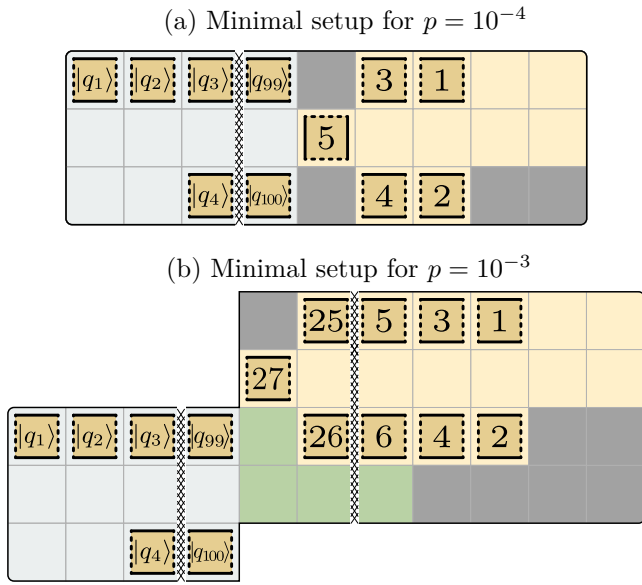 (a) Minimal setup for p = 10⁻⁴
|q₁⟩ |q₂⟩ |q₃⟩ |q₉₉⟩ 3 1
5
|q₄⟩ |q₁₀₀⟩ 4 2
(b) Minimal setup for p = 10⁻³
25 5 3 1
27
|q₁⟩ |q₂⟩ |q₃⟩ |q₉₉⟩ 26 6 4 2
|q₄⟩ |q₁₀₀⟩